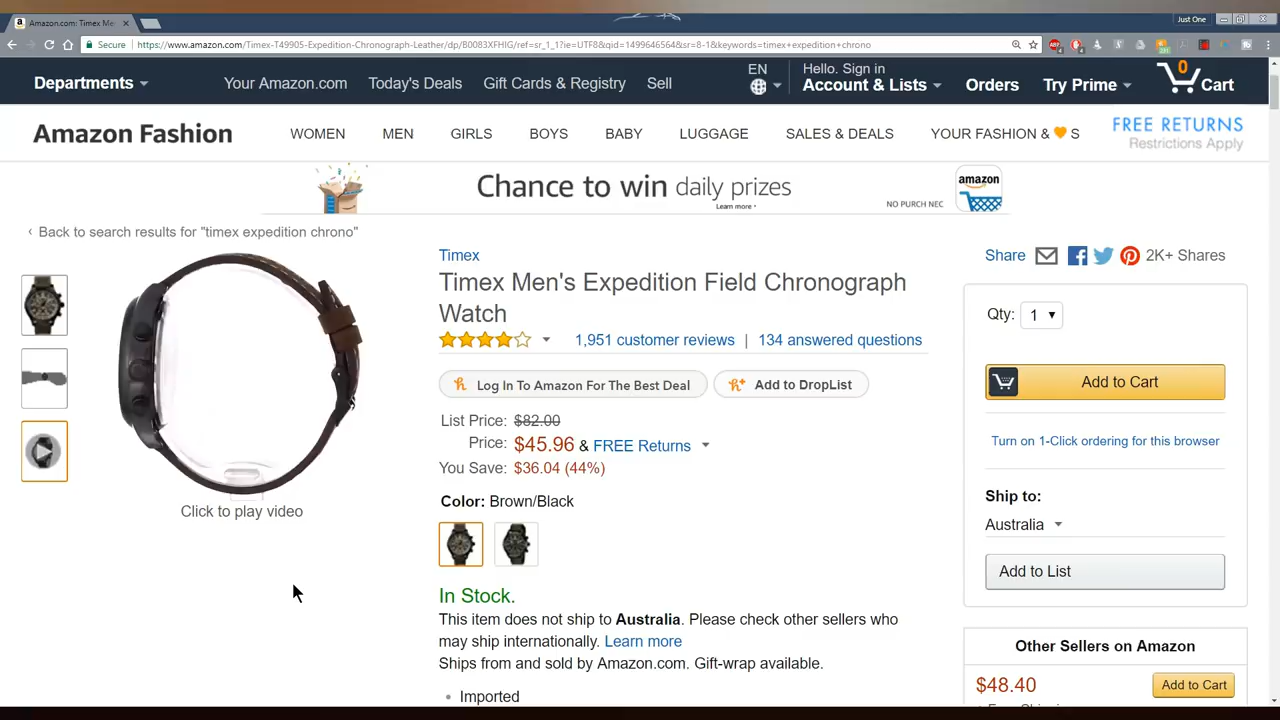 Amazon.com: Timex Me
Just One
Secure
https://www.amazon.com/Timex-T49905-Expedition-Chronograph-Leather/dp/B0083XFHIG/ref=sr_1_1?ie=UTF8&qid=1499646564&sr=8-1&keywords=timex+expedition+chrono
Departments
Your Amazon.com
Today's Deals
Gift Cards & Registry
Sell
EN
Hello. Sign in
Account & Lists
Orders
Try Prime
0
Cart
Amazon Fashion
WOMEN
MEN
GIRLS
BOYS
BABY
LUGGAGE
SALES & DEALS
YOUR FASHION & 🧡 S
FREE RETURNS
Restrictions Apply
Chance to win daily prizes
Learn more
NO PURCH NEC
amazon
‹ Back to search results for "timex expedition chrono"
Click to play video
Timex
Timex Men's Expedition Field Chronograph
Watch
1,951 customer reviews | 134 answered questions
Log In To Amazon For The Best Deal
Add to DropList
List Price: $82.00
Price: $45.96 & FREE Returns
You Save: $36.04 (44%)
Color: Brown/Black
In Stock.
This item does not ship to Australia. Please check other sellers who
may ship internationally. Learn more
Ships from and sold by Amazon.com. Gift-wrap available.
• Imported
Share
2K+ Shares
Qty: 1
Add to Cart
Turn on 1-Click ordering for this browser
Ship to:
Australia
Add to List
Other Sellers on Amazon
$48.40
Add to Cart